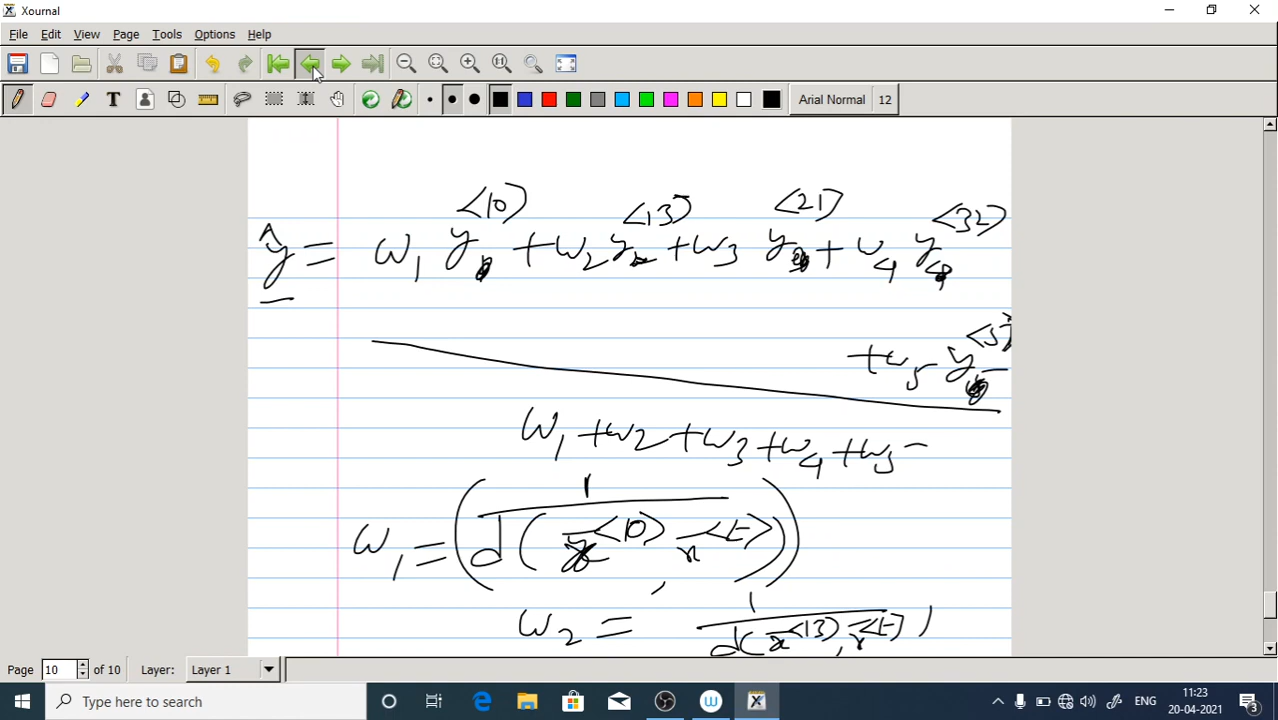 Xournal
File Edit View Page Tools Options Help
Arial Normal 12
<10> <13> <21> <32>
ŷ = w1 y + w2 y + w3 y + w4 y
+ w5 y
w1 + w2 + w3 + w4 + w5 =
w1 = ( 1 / d( x<10> , x<t> ) )
w2 = 1 / d( x<13> , x<t> )
Page 10 of 10 Layer: Layer 1
Type here to search
ENG
11:23
20-04-2021
3